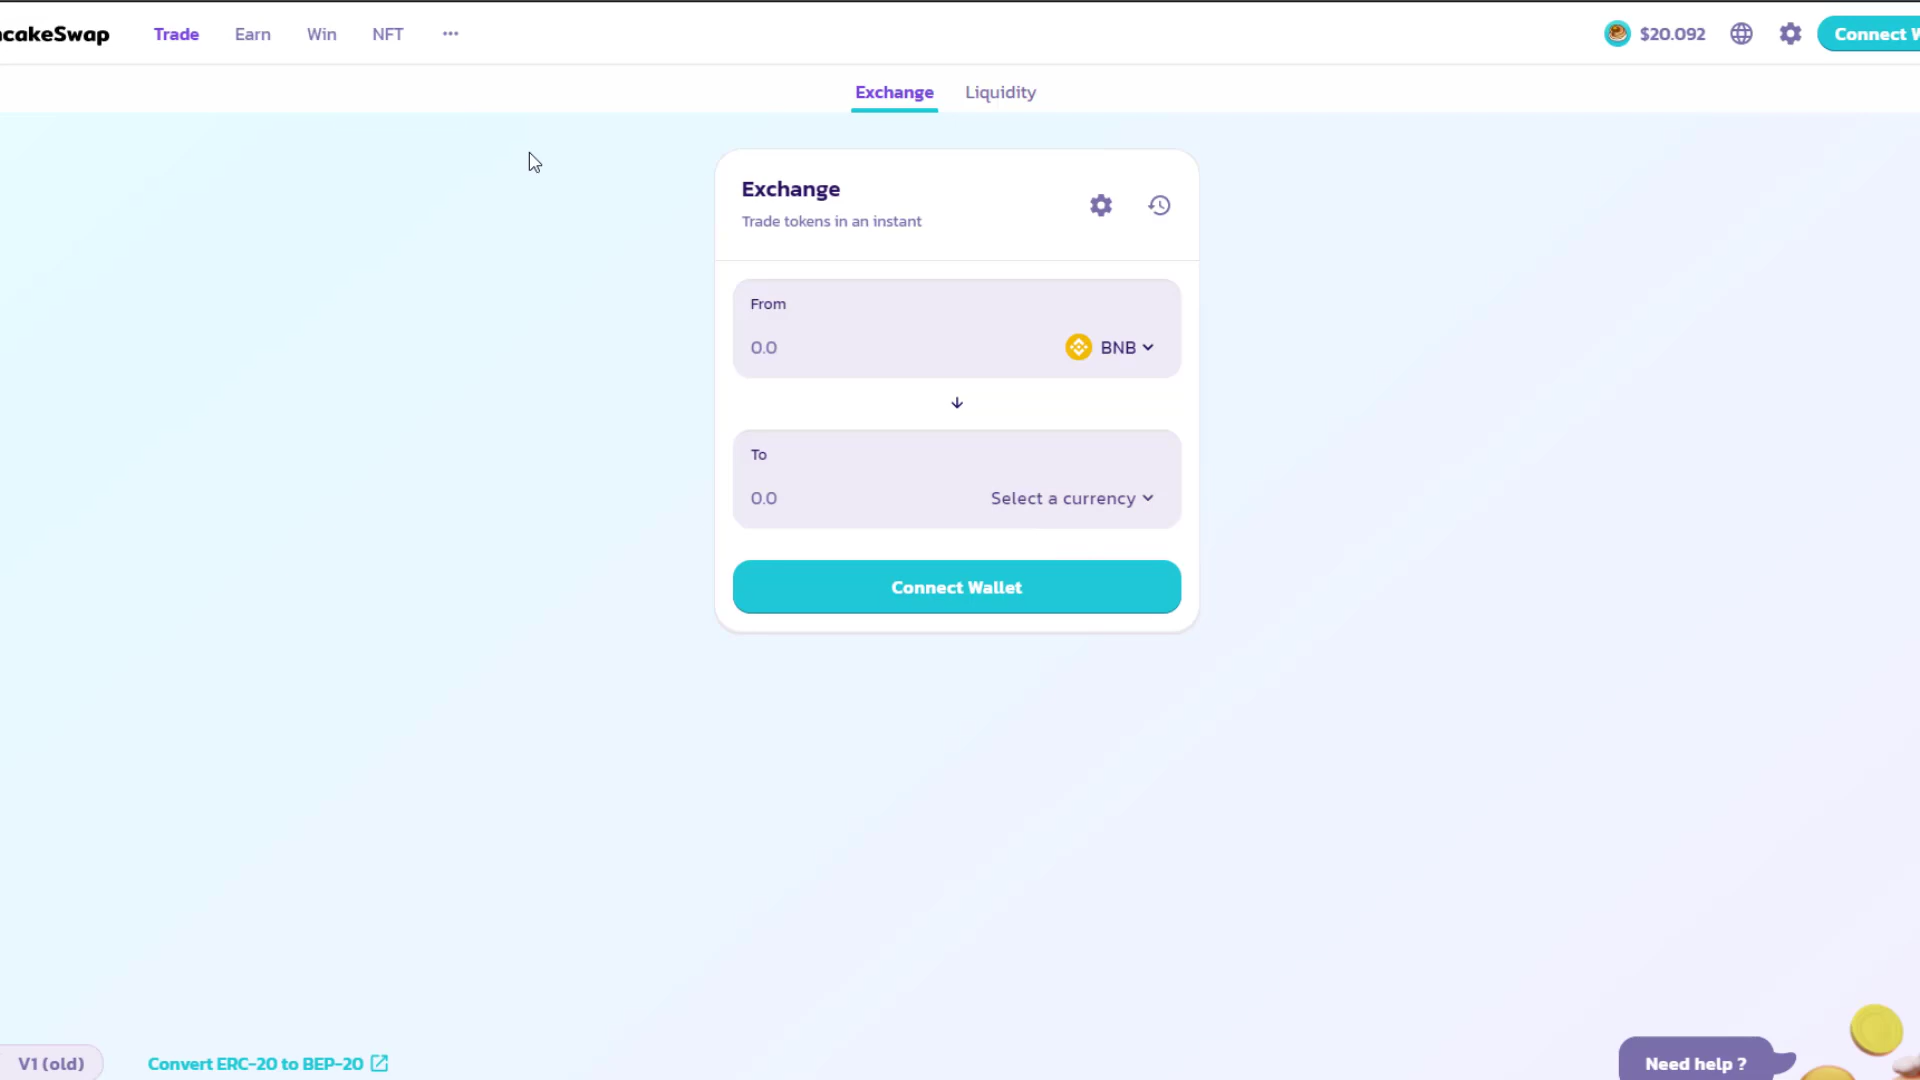 cakeSwap Trade Earn Win NFT ••• $20.092 Connect W
Exchange Liquidity
Exchange
Trade tokens in an instant
From
0.0 BNB
To
0.0 Select a currency
Connect Wallet
V1 (old) Convert ERC-20 to BEP-20 Need help ?